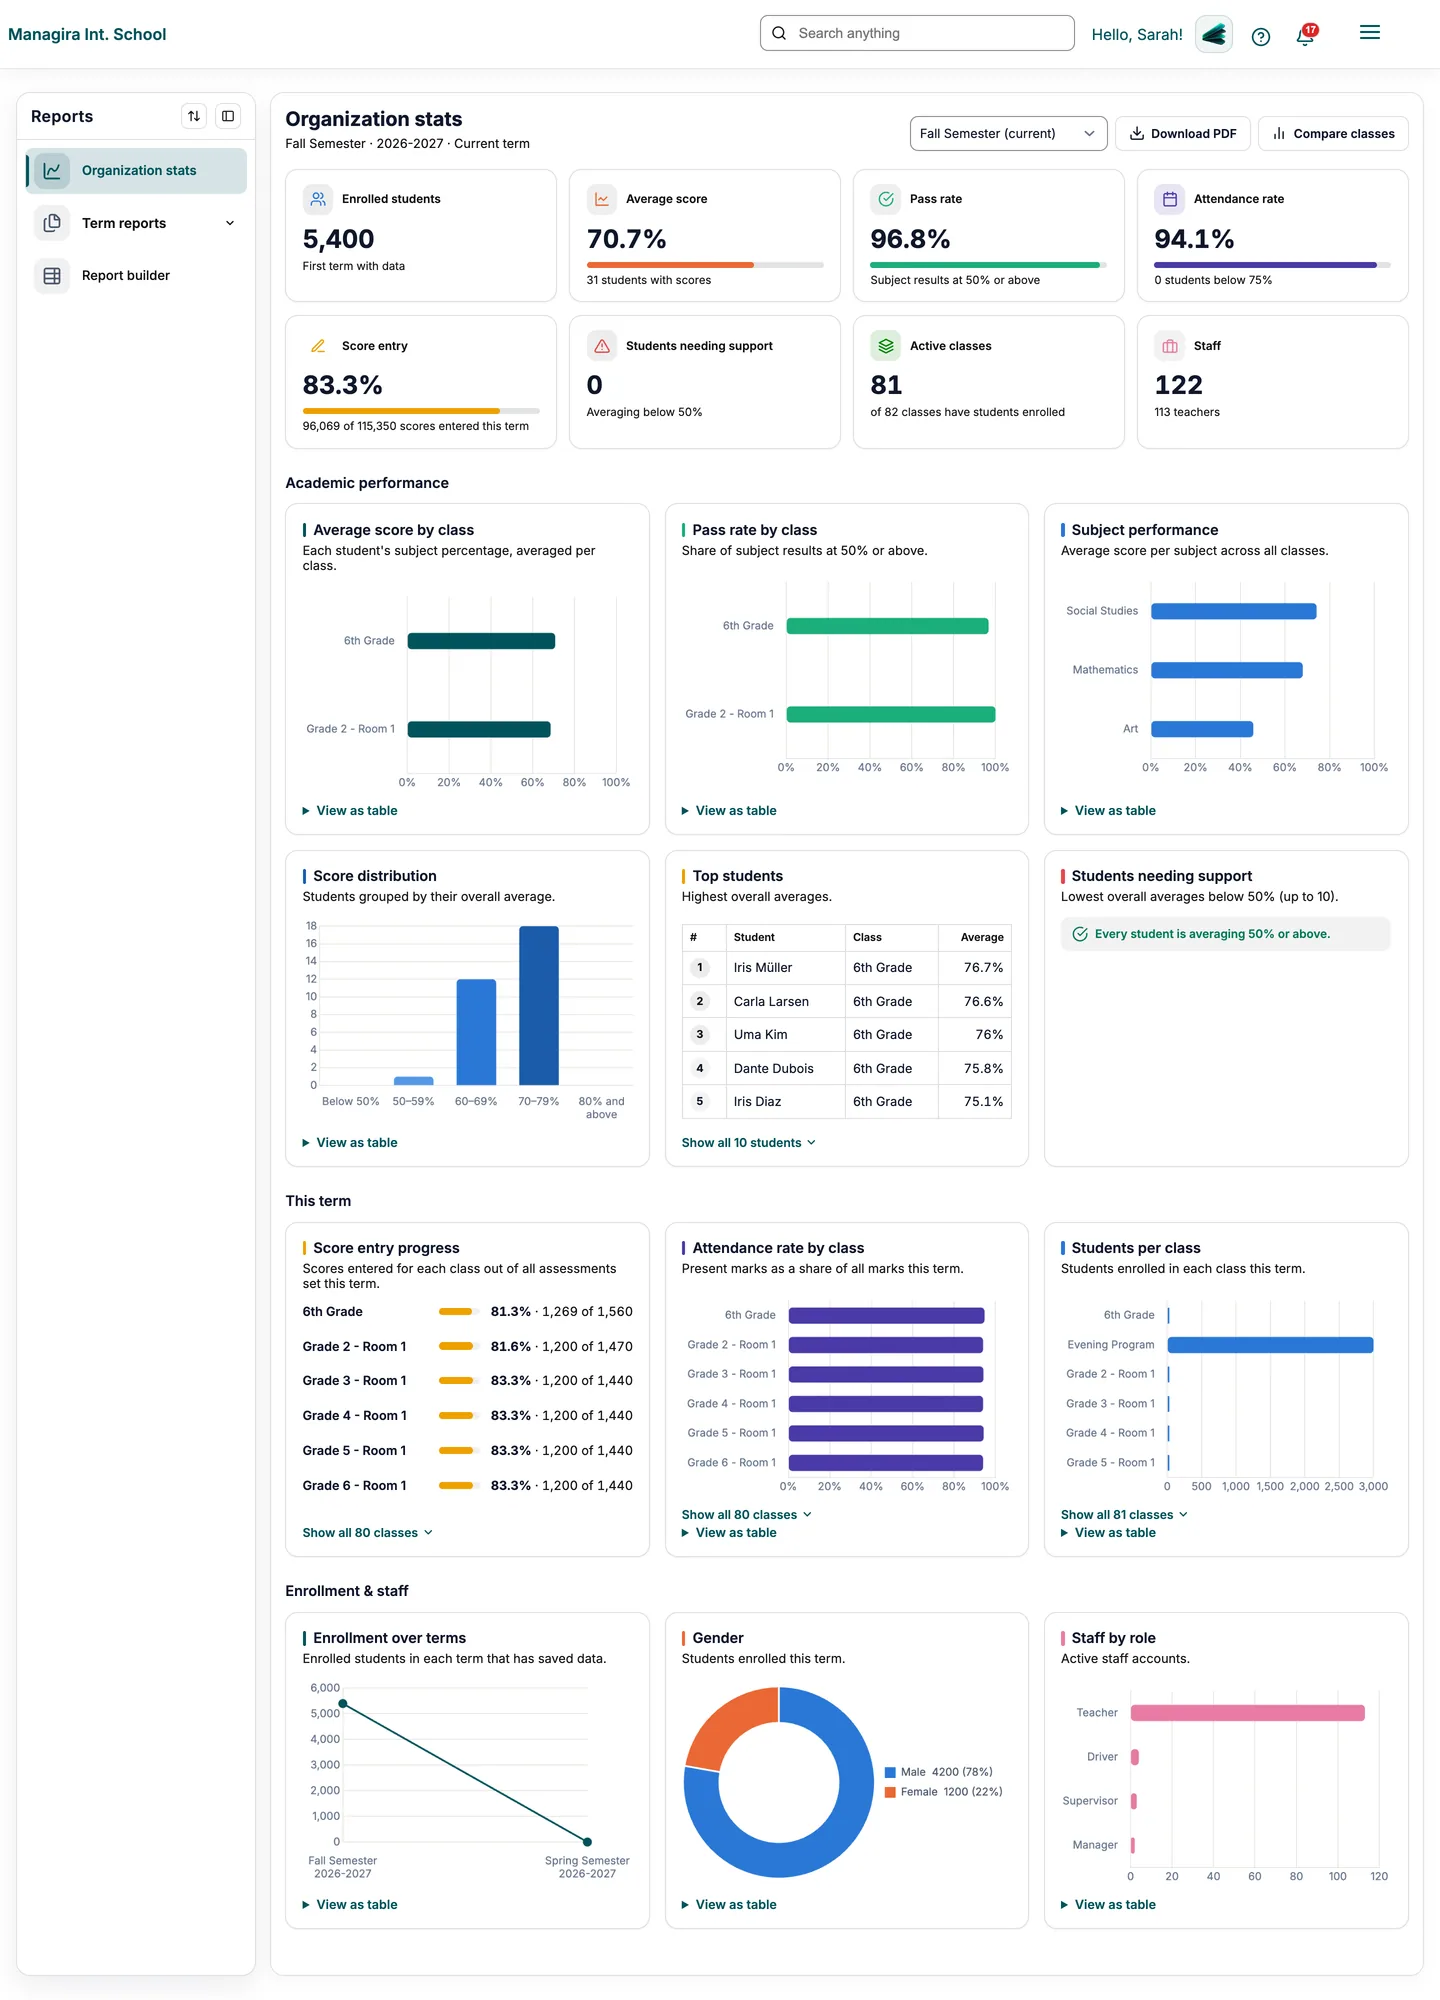 Managira Int. School
Search anything
Hello, Sarah!
17
Reports
Organization stats
Term reports
Report builder
Organization stats
Fall Semester · 2026-2027 · Current term
Fall Semester (current)
Download PDF
Compare classes
Enrolled students
5,400
First term with data
Average score
70.7%
31 students with scores
Pass rate
96.8%
Subject results at 50% or above
Attendance rate
94.1%
0 students below 75%
Score entry
83.3%
96,069 of 115,350 scores entered this term
Students needing support
0
Averaging below 50%
Active classes
81
of 82 classes have students enrolled
Staff
122
113 teachers
Academic performance
Average score by class
Each student's subject percentage, averaged per
class.
6th Grade
Grade 2 - Room 1
0% 20% 40% 60% 80% 100%
View as table
Pass rate by class
Share of subject results at 50% or above.
6th Grade
Grade 2 - Room 1
0% 20% 40% 60% 80% 100%
View as table
Subject performance
Average score per subject across all classes.
Social Studies
Mathematics
Art
0% 20% 40% 60% 80% 100%
View as table
Score distribution
Students grouped by their overall average.
18
16
14
12
10
8
6
4
2
0
Below 50% 50–59% 60–69% 70–79% 80% and
above
View as table
Top students
Highest overall averages.
# Student Class Average
1 Iris Müller 6th Grade 76.7%
2 Carla Larsen 6th Grade 76.6%
3 Uma Kim 6th Grade 76%
4 Dante Dubois 6th Grade 75.8%
5 Iris Diaz 6th Grade 75.1%
Show all 10 students
Students needing support
Lowest overall averages below 50% (up to 10).
Every student is averaging 50% or above.
This term
Score entry progress
Scores entered for each class out of all assessments
set this term.
6th Grade 81.3% · 1,269 of 1,560
Grade 2 - Room 1 81.6% · 1,200 of 1,470
Grade 3 - Room 1 83.3% · 1,200 of 1,440
Grade 4 - Room 1 83.3% · 1,200 of 1,440
Grade 5 - Room 1 83.3% · 1,200 of 1,440
Grade 6 - Room 1 83.3% · 1,200 of 1,440
Show all 80 classes
Attendance rate by class
Present marks as a share of all marks this term.
6th Grade
Grade 2 - Room 1
Grade 3 - Room 1
Grade 4 - Room 1
Grade 5 - Room 1
Grade 6 - Room 1
0% 20% 40% 60% 80% 100%
Show all 80 classes
View as table
Students per class
Students enrolled in each class this term.
6th Grade
Evening Program
Grade 2 - Room 1
Grade 3 - Room 1
Grade 4 - Room 1
Grade 5 - Room 1
0 500 1,000 1,500 2,000 2,500 3,000
Show all 81 classes
View as table
Enrollment & staff
Enrollment over terms
Enrolled students in each term that has saved data.
6,000
5,000
4,000
3,000
2,000
1,000
0
Fall Semester Spring Semester
2026-2027 2026-2027
View as table
Gender
Students enrolled this term.
Male 4200 (78%)
Female 1200 (22%)
View as table
Staff by role
Active staff accounts.
Teacher
Driver
Supervisor
Manager
0 20 40 60 80 100 120
View as table